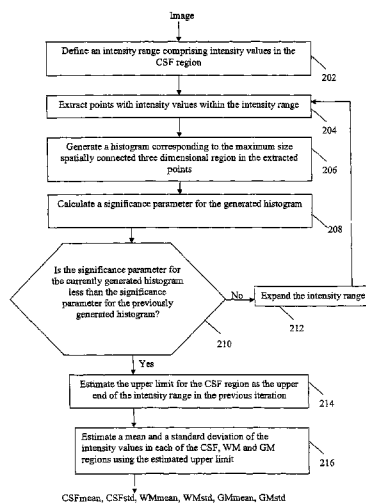 Image
Define an intensity range comprising intensity values in the
CSF region
202
Extract points with intensity values within the intensity range
204
Generate a histogram corresponding to the maximum size
spatially connected three dimensional region in the extracted
points
206
Calculate a significance parameter for the generated histogram
208
Is the significance parameter for
the currently generated histogram
less than the significance
parameter for the previously
generated histogram?
No
Expand the intensity range
210
212
Yes
Estimate the upper limit for the CSF region as the upper
end of the intensity range in the previous iteration
214
Estimate a mean and a standard deviation of the
intensity values in each of the CSF, WM and GM
regions using the estimated upper limit
216
CSFmean, CSFstd, WMmean, WMstd, GMmean, GMstd